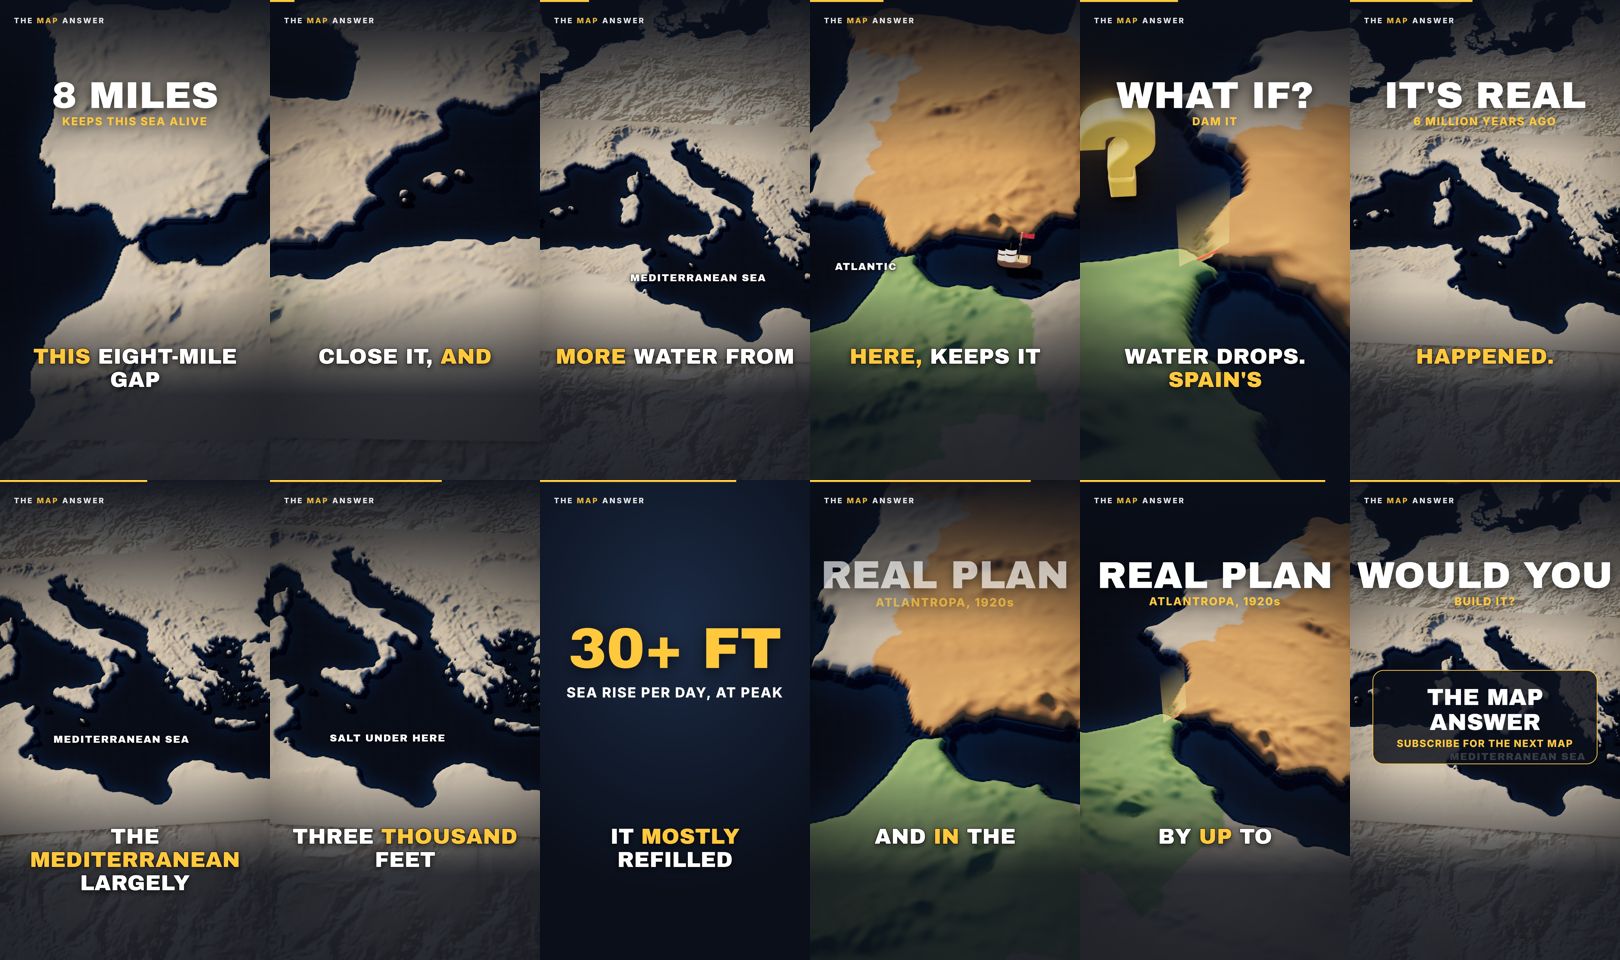 THE MAP ANSWER
8 MILES
KEEPS THIS SEA ALIVE
THIS EIGHT-MILE
GAP
THE MAP ANSWER
CLOSE IT, AND
THE MAP ANSWER
MEDITERRANEAN SEA
MORE WATER FROM
THE MAP ANSWER
ATLANTIC
HERE, KEEPS IT
THE MAP ANSWER
WHAT IF?
DAM IT
?
WATER DROPS.
SPAIN'S
THE MAP ANSWER
IT'S REAL
6 MILLION YEARS AGO
HAPPENED.
THE MAP ANSWER
MEDITERRANEAN SEA
THE
MEDITERRANEAN
LARGELY
THE MAP ANSWER
SALT UNDER HERE
THREE THOUSAND
FEET
THE MAP ANSWER
30+ FT
SEA RISE PER DAY, AT PEAK
IT MOSTLY
REFILLED
THE MAP ANSWER
REAL PLAN
ATLANTROPA, 1920s
AND IN THE
THE MAP ANSWER
REAL PLAN
ATLANTROPA, 1920s
BY UP TO
THE MAP ANSWER
WOULD YOU
BUILD IT?
THE MAP
ANSWER
SUBSCRIBE FOR THE NEXT MAP
MEDITERRANEAN SEA